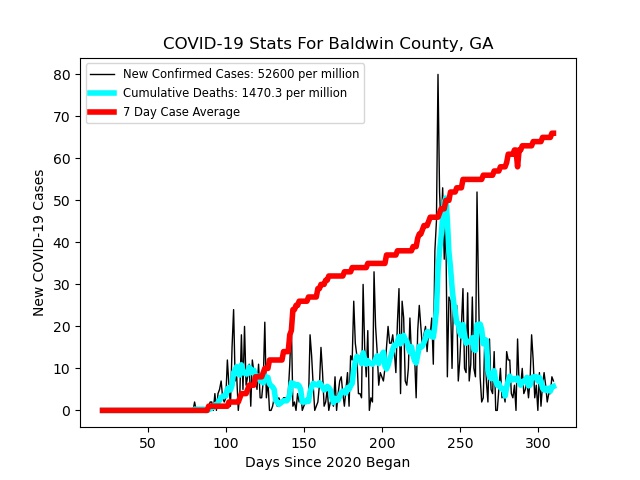 COVID-19 Stats For Baldwin County, GA
New Confirmed Cases: 52600 per million
Cumulative Deaths: 1470.3 per million
7 Day Case Average
New COVID-19 Cases
80
70
60
50
40
30
20
10
0
50 100 150 200 250 300
Days Since 2020 Began